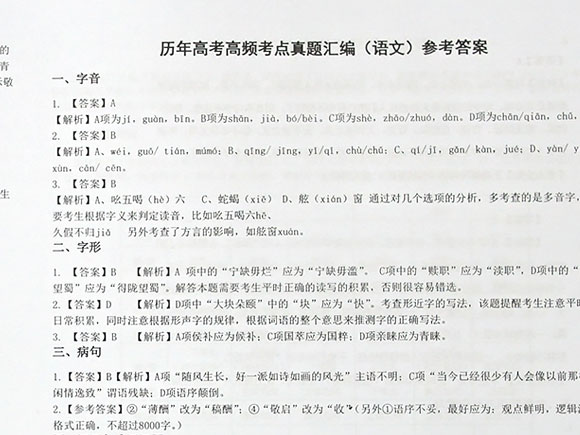 的
青
示敬
生
历年高考高频考点真题汇编（语文）参考答案
一、字音
1. 【答案】A
【解析】A项为jī, guàn, bīn。B项为shān, jià, bó/bèi。C项为shè, zhāo/zhuó, dàn。D项为chān/qiān, chū,
2. 【答案】B
【解析】A、wéi, guǒ/ tián, múmó; B、qīng/ jīng, yì/qì, chù/chǔ; C、qí/jī, gān/ kàn, jué; D、yàn/ y
xùn, cān/ cēn.
3. 【答案】B
【解析】A、吆五喝（hè）六 C、蛇蝎（xiē） D、舷（xián）窗 通过对几个选项的分析，多考查的是多音字，
要考生根据字义来判定读音，比如吆五喝六hè、
久假不归jiǎ 另外考查了方言的影响，如舷窗xuàn。
二、字形
1. 【答案】B 【解析】A 项中的“宁缺毋烂”应为“宁缺毋滥”。 C项中的“赎职”应为“渎职”，D项中的“
望蜀”应为“得陇望蜀”。解答本题需要考生平时正确的读写的积累，否则很容易错选。
2.【答案】D 【解析】D项中“大块朵颐”中的“块”应为“快”。考查形近字的写法，该题提醒考生注意平时
日常积累，同时注意根据形声字的规律，根据词语的整个意思来推测字的正确写法。
3. 【答案】B 【解析】A项侯补应为候补；C项国萃应为国粹；D项亲昧应为青睐。
三、病句
1.【答案】B【解析】A项“随风生长，好一派如诗如画的风光”主语不明；C项“当今已经很少有人会像以前那
闲情逸致”谓语残缺；D项语序颠倒。
2.【参考答案】②“薄酬”改为“稿酬”；④“敬启”改为“收”（另外①语序不妥，最好应为：观点鲜明，逻辑
格式正确，不超过8000字。）